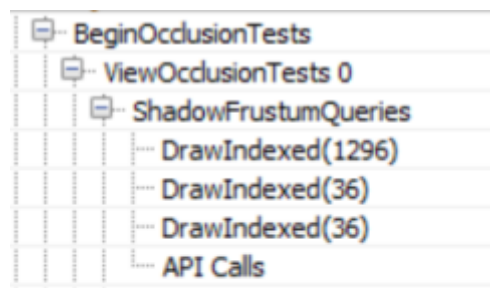 BeginOcclusionTests
ViewOcclusionTests 0
ShadowFrustumQueries
DrawIndexed(1296)
DrawIndexed(36)
DrawIndexed(36)
API Calls